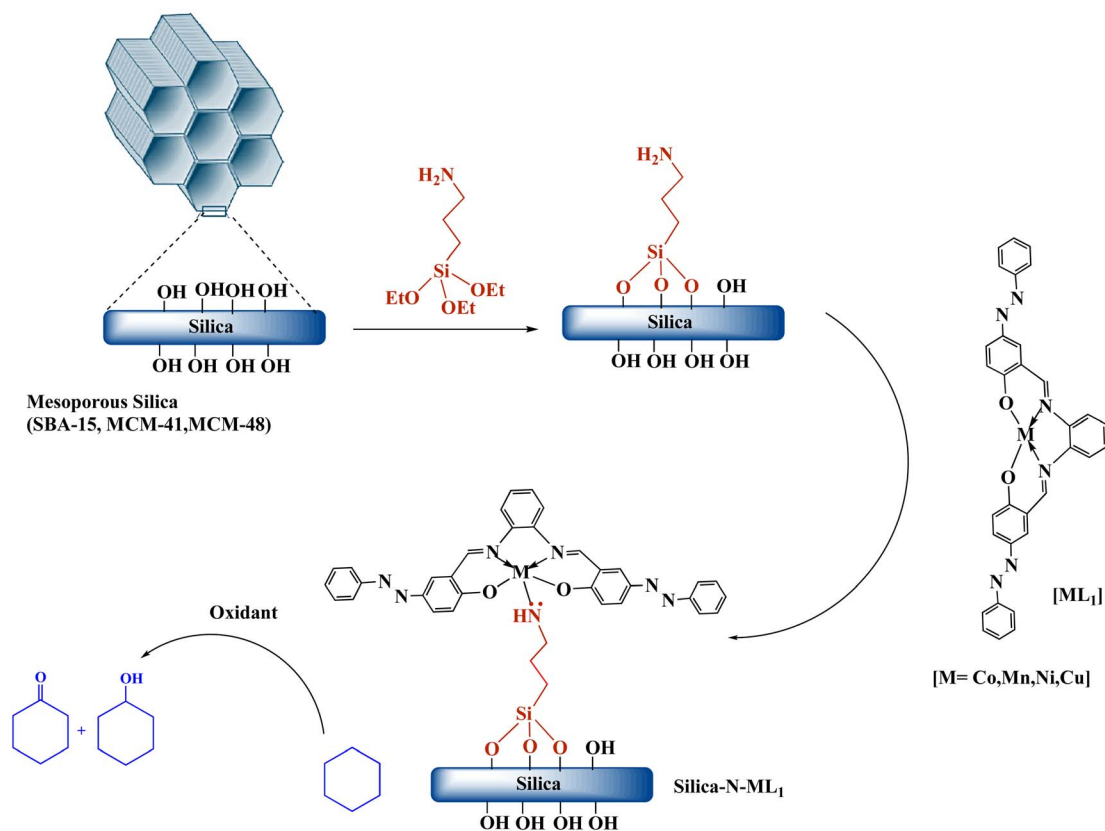 H₂N
Si
EtO
OEt
OEt
OH
OH
OH
OH
Silica
OH
OH
OH
OH
Mesoporous Silica
(SBA-15, MCM-41,MCM-48)
H₂N
Si
O
O
O
OH
Silica
OH
OH
OH
OH
N
N
O
N
M
O
N
N
N
[ML₁]
[M= Co,Mn,Ni,Cu]
N
N
N
N
M
O
O
N
N
HN
Si
O
O
O
OH
Silica
OH
OH
OH
OH
Silica-N-ML₁
Oxidant
O
OH
+